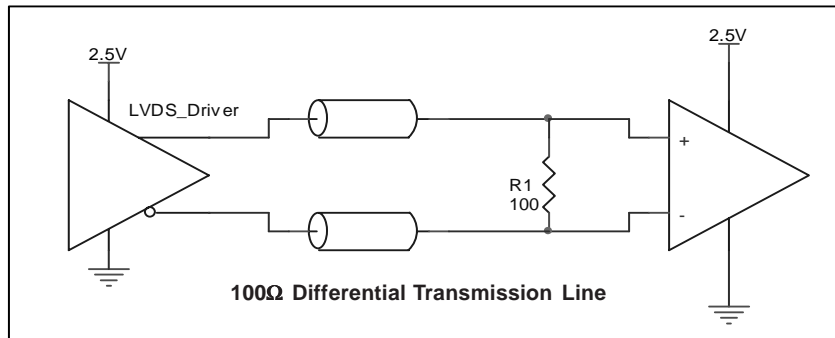 2.5V
2.5V
LVDS_Driver
+
R1
100
-
100Ω Differential Transmission Line